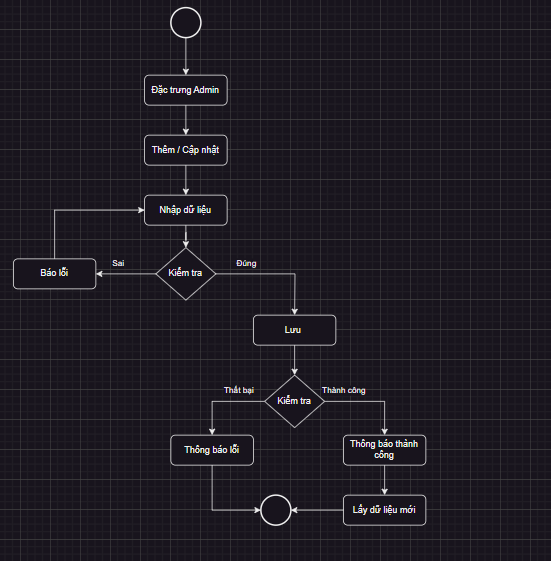 Đặc trưng Admin
Thêm / Cập nhật
Nhập dữ liệu
Báo lỗi
Sai
Kiểm tra
Đúng
Lưu
Thất bại
Kiểm tra
Thành công
Thông báo lỗi
Thông báo thành
công
Lấy dữ liệu mới